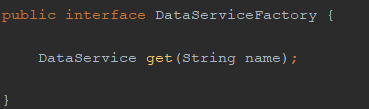 public interface DataServiceFactory {
DataService get(String name);
}